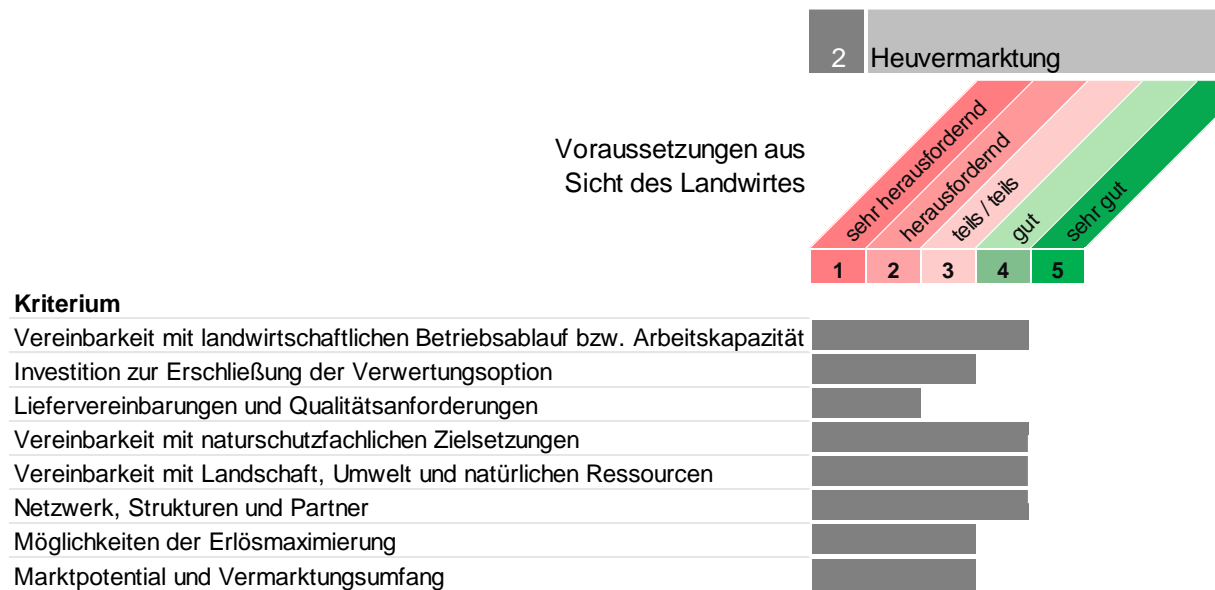 2 Heuvermarktung
Voraussetzungen aus
Sicht des Landwirtes
sehr herausfordernd
herausfordernd
teils / teils
gut
sehr gut
1 2 3 4 5
Kriterium
Vereinbarkeit mit landwirtschaftlichen Betriebsablauf bzw. Arbeitskapazität
Investition zur Erschließung der Verwertungsoption
Liefervereinbarungen und Qualitätsanforderungen
Vereinbarkeit mit naturschutzfachlichen Zielsetzungen
Vereinbarkeit mit Landschaft, Umwelt und natürlichen Ressourcen
Netzwerk, Strukturen und Partner
Möglichkeiten der Erlösmaximierung
Marktpotential und Vermarktungsumfang